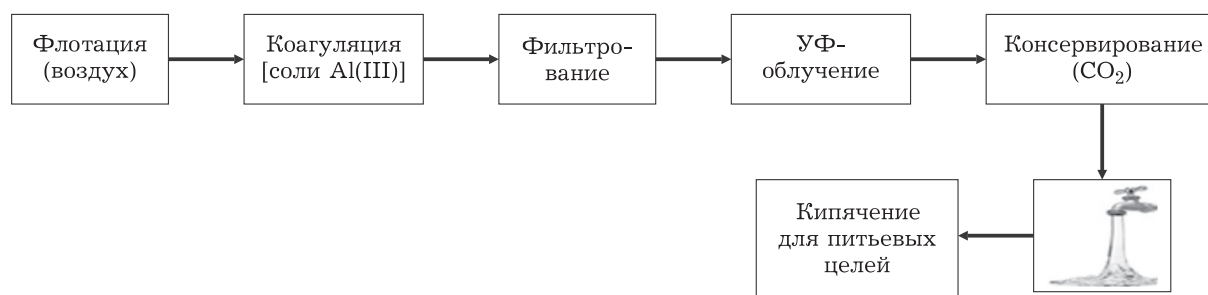 Флотация
(воздух)
Коагуляция
[соли Al(III)]
Фильтро-
вание
УФ-
облучение
Консервирование
(CO₂)
Кипячение
для питьевых
целей